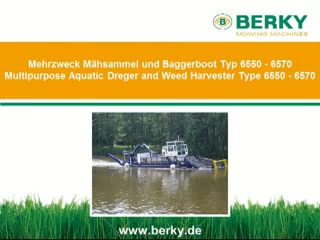 BERKY
MOWING MACHINES
Mehrzweck Mähsammel und Baggerboot Typ 6550 - 6570
Multipurpose Aquatic Dreger and Weed Harvester Type 6550 - 6570
www.berky.de